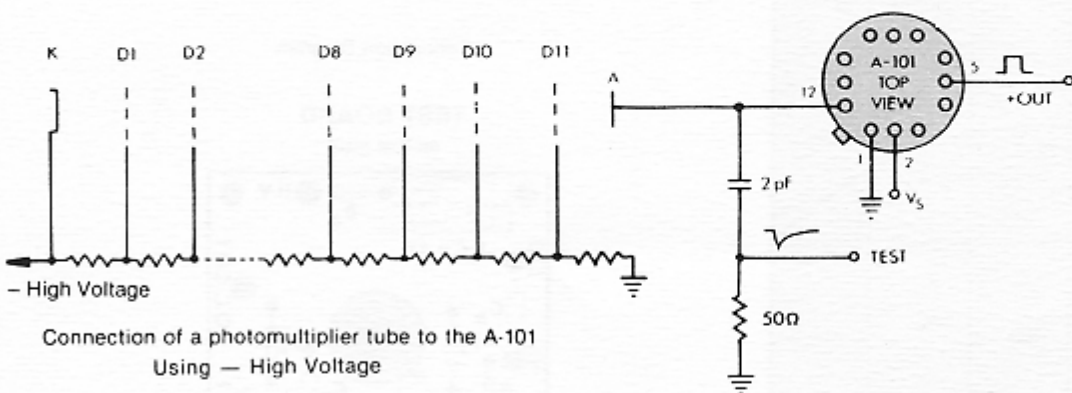 K D1 D2 D8 D9 D10 D11
A
A-101
TOP
VIEW
12
5
+OUT
1
2
VS
2 pF
TEST
50Ω
– High Voltage
Connection of a photomultiplier tube to the A-101
Using — High Voltage